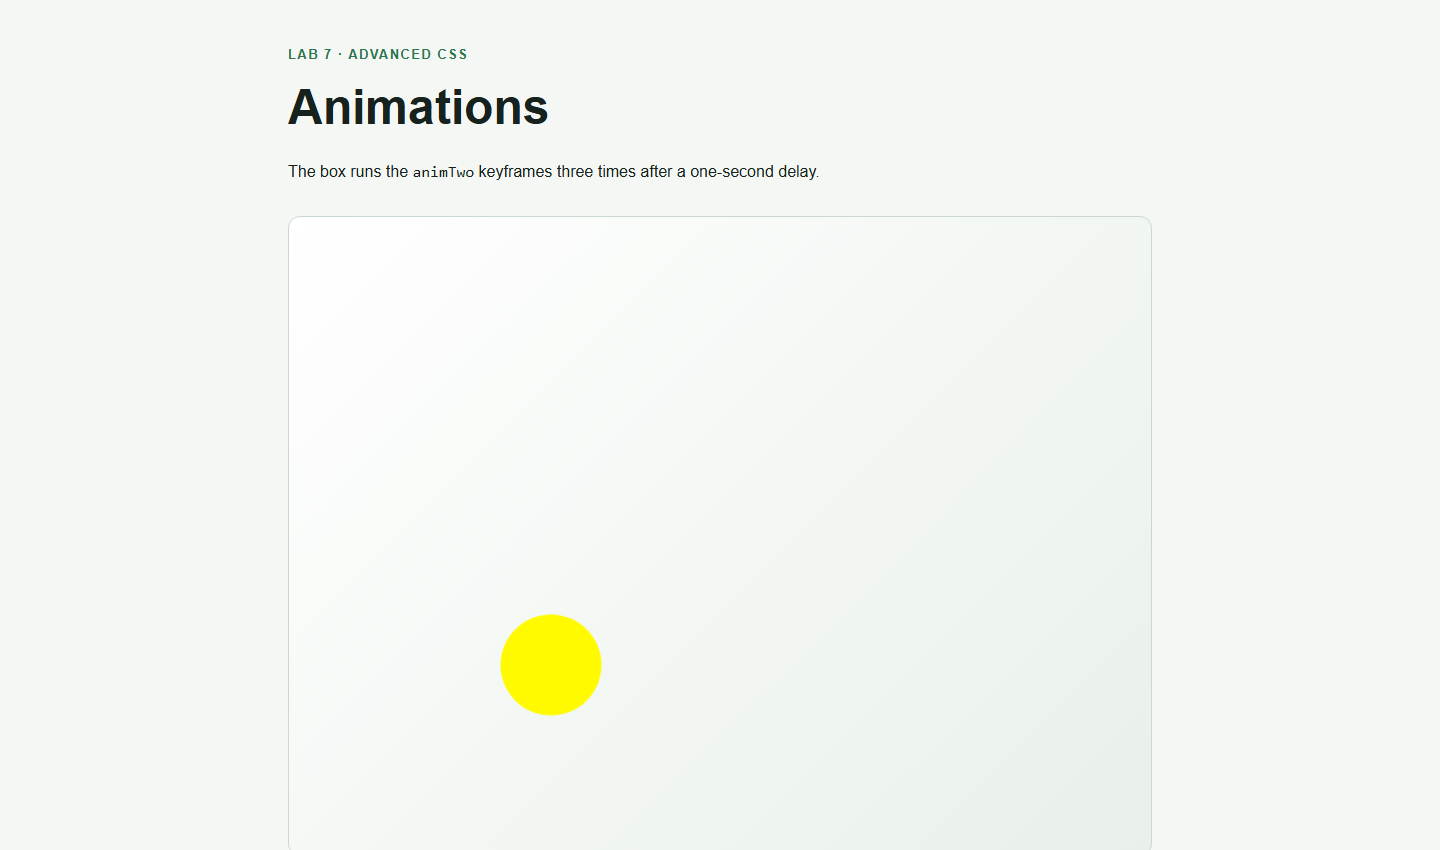 LAB 7 · ADVANCED CSS
Animations
The box runs the animTwo keyframes three times after a one-second delay.